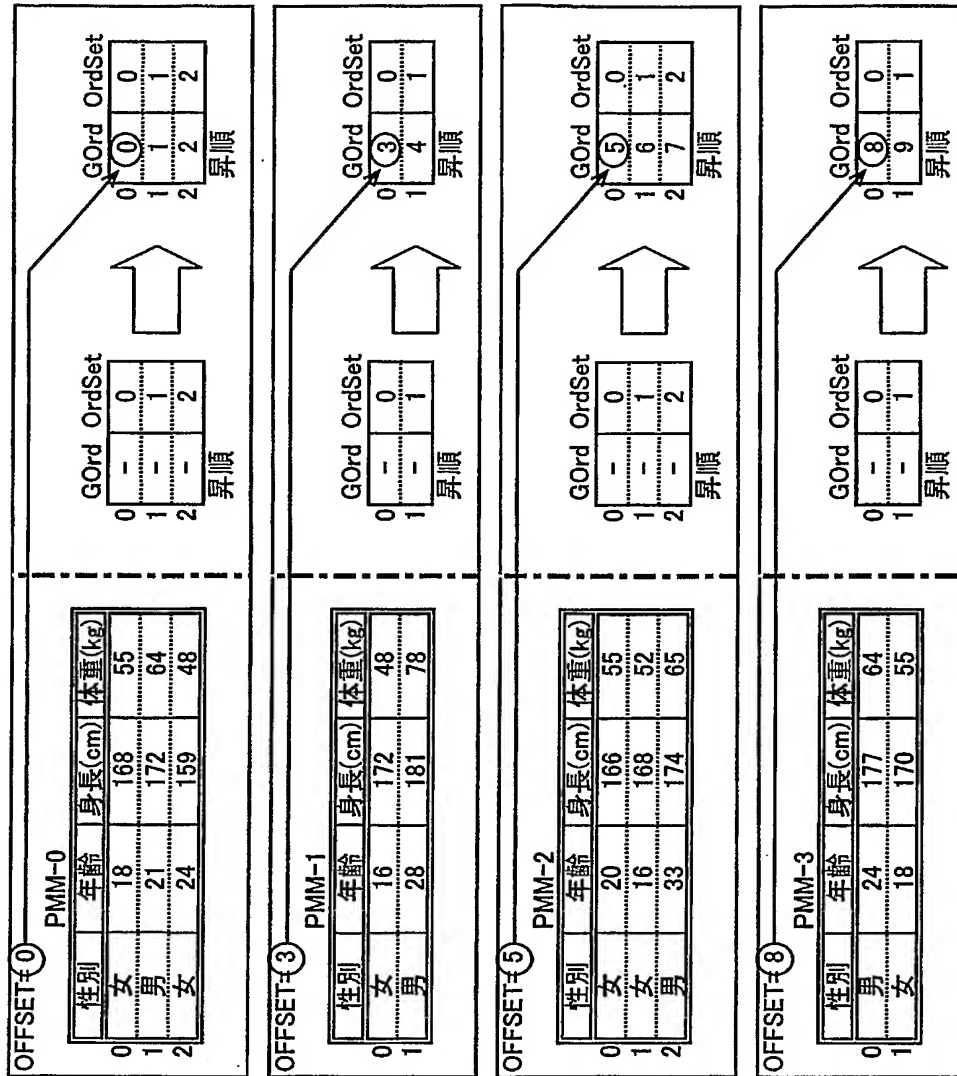 OFFSET=0
PMM-0
性別 年齢 身長(cm) 体重(kg)
0 女 18 168 55
1 男 21 172 64
2 女 24 159 48
GOrd OrdSet
0 - 0
1 - 1
2 - 2
昇順
GOrd OrdSet
0 0 0
1 1 1
2 2 2
昇順
OFFSET=3
PMM-1
性別 年齢 身長(cm) 体重(kg)
0 女 16 172 48
1 男 28 181 78
GOrd OrdSet
0 - 0
1 - 1
昇順
GOrd OrdSet
0 3 0
1 4 1
昇順
OFFSET=5
PMM-2
性別 年齢 身長(cm) 体重(kg)
0 女 20 166 55
1 女 16 168 52
2 男 33 174 65
GOrd OrdSet
0 - 0
1 - 1
2 - 2
昇順
GOrd OrdSet
0 5 0
1 6 1
2 7 2
昇順
OFFSET=8
PMM-3
性別 年齢 身長(cm) 体重(kg)
0 男 24 177 64
1 女 18 170 55
GOrd OrdSet
0 - 0
1 - 1
昇順
GOrd OrdSet
0 8 0
1 9 1
昇順